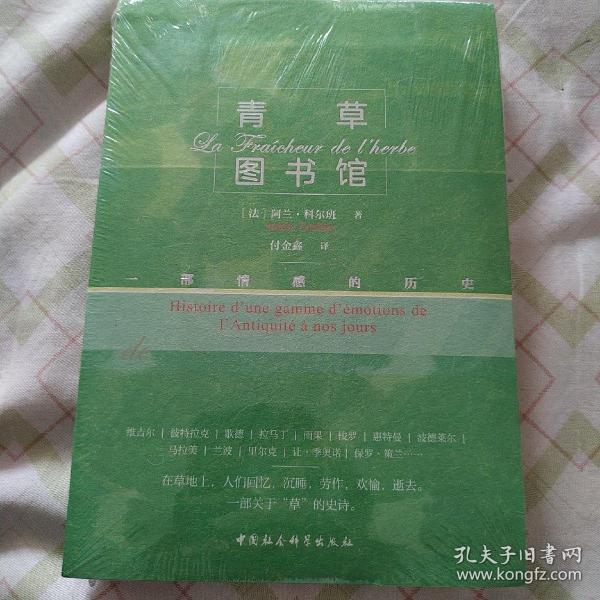 青草
La Fraîcheur de l'herbe
图书馆
[法] 阿兰·科尔班 著
Alain Corbin
付金鑫 译
一部情感的历史
Histoire d'une gamme d'émotions de
l'Antiquité à nos jours
de
维吉尔 | 彼特拉克 | 歌德 | 拉马丁 | 雨果 | 梭罗 | 惠特曼 | 波德莱尔 |
马拉美 | 兰波 | 里尔克 | 让·季奥诺 | 保罗·策兰……
在草地上,人们回忆,沉睡,劳作,欢愉,逝去。
一部关于“草”的史诗。
中国社会科学出版社
孔夫子旧书网
www.kongfz.com